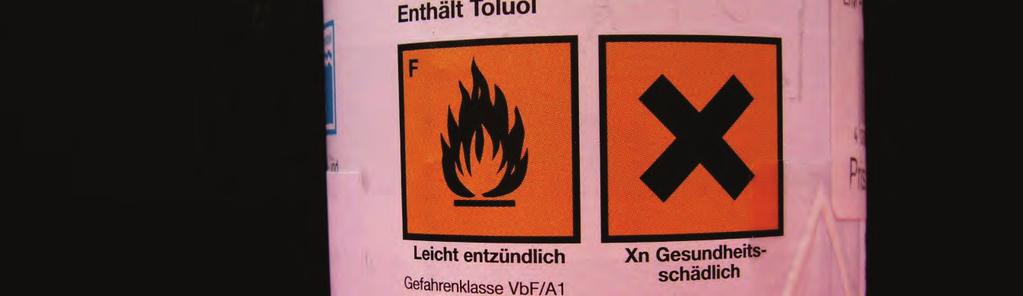 Enthält Toluol
F
Leicht entzündlich
Xn Gesundheits-
schädlich
Gefahrenklasse VbF/A1